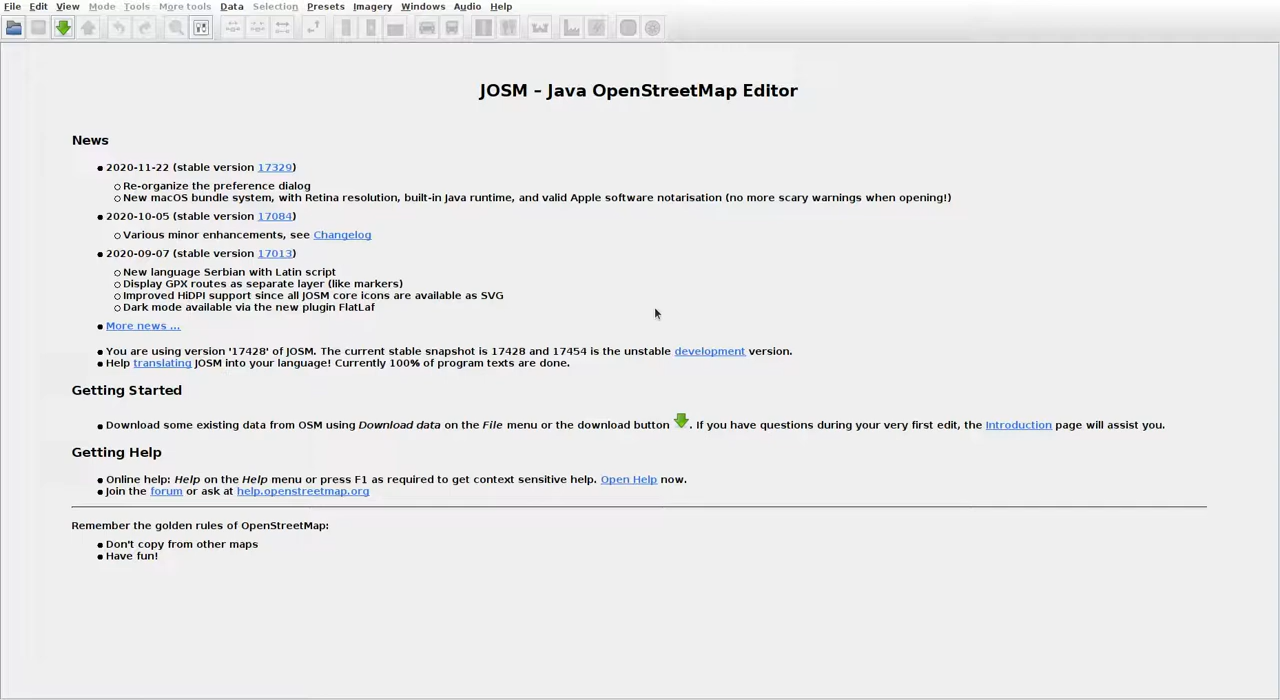 File Edit View Mode Tools More tools Data Selection Presets Imagery Windows Audio Help
JOSM – Java OpenStreetMap Editor
News
2020-11-22 (stable version 17329)
Re-organize the preference dialog
New macOS bundle system, with Retina resolution, built-in Java runtime, and valid Apple software notarisation (no more scary warnings when opening!)
2020-10-05 (stable version 17084)
Various minor enhancements, see Changelog
2020-09-07 (stable version 17013)
New language Serbian with Latin script
Display GPX routes as separate layer (like markers)
Improved HiDPI support since all JOSM core icons are available as SVG
Dark mode available via the new plugin FlatLaf
More news ...
You are using version '17428' of JOSM. The current stable snapshot is 17428 and 17454 is the unstable development version.
Help translating JOSM into your language! Currently 100% of program texts are done.
Getting Started
Download some existing data from OSM using Download data on the File menu or the download button . If you have questions during your very first edit, the Introduction page will assist you.
Getting Help
Online help: Help on the Help menu or press F1 as required to get context sensitive help. Open Help now.
Join the forum or ask at help.openstreetmap.org
Remember the golden rules of OpenStreetMap:
Don't copy from other maps
Have fun!